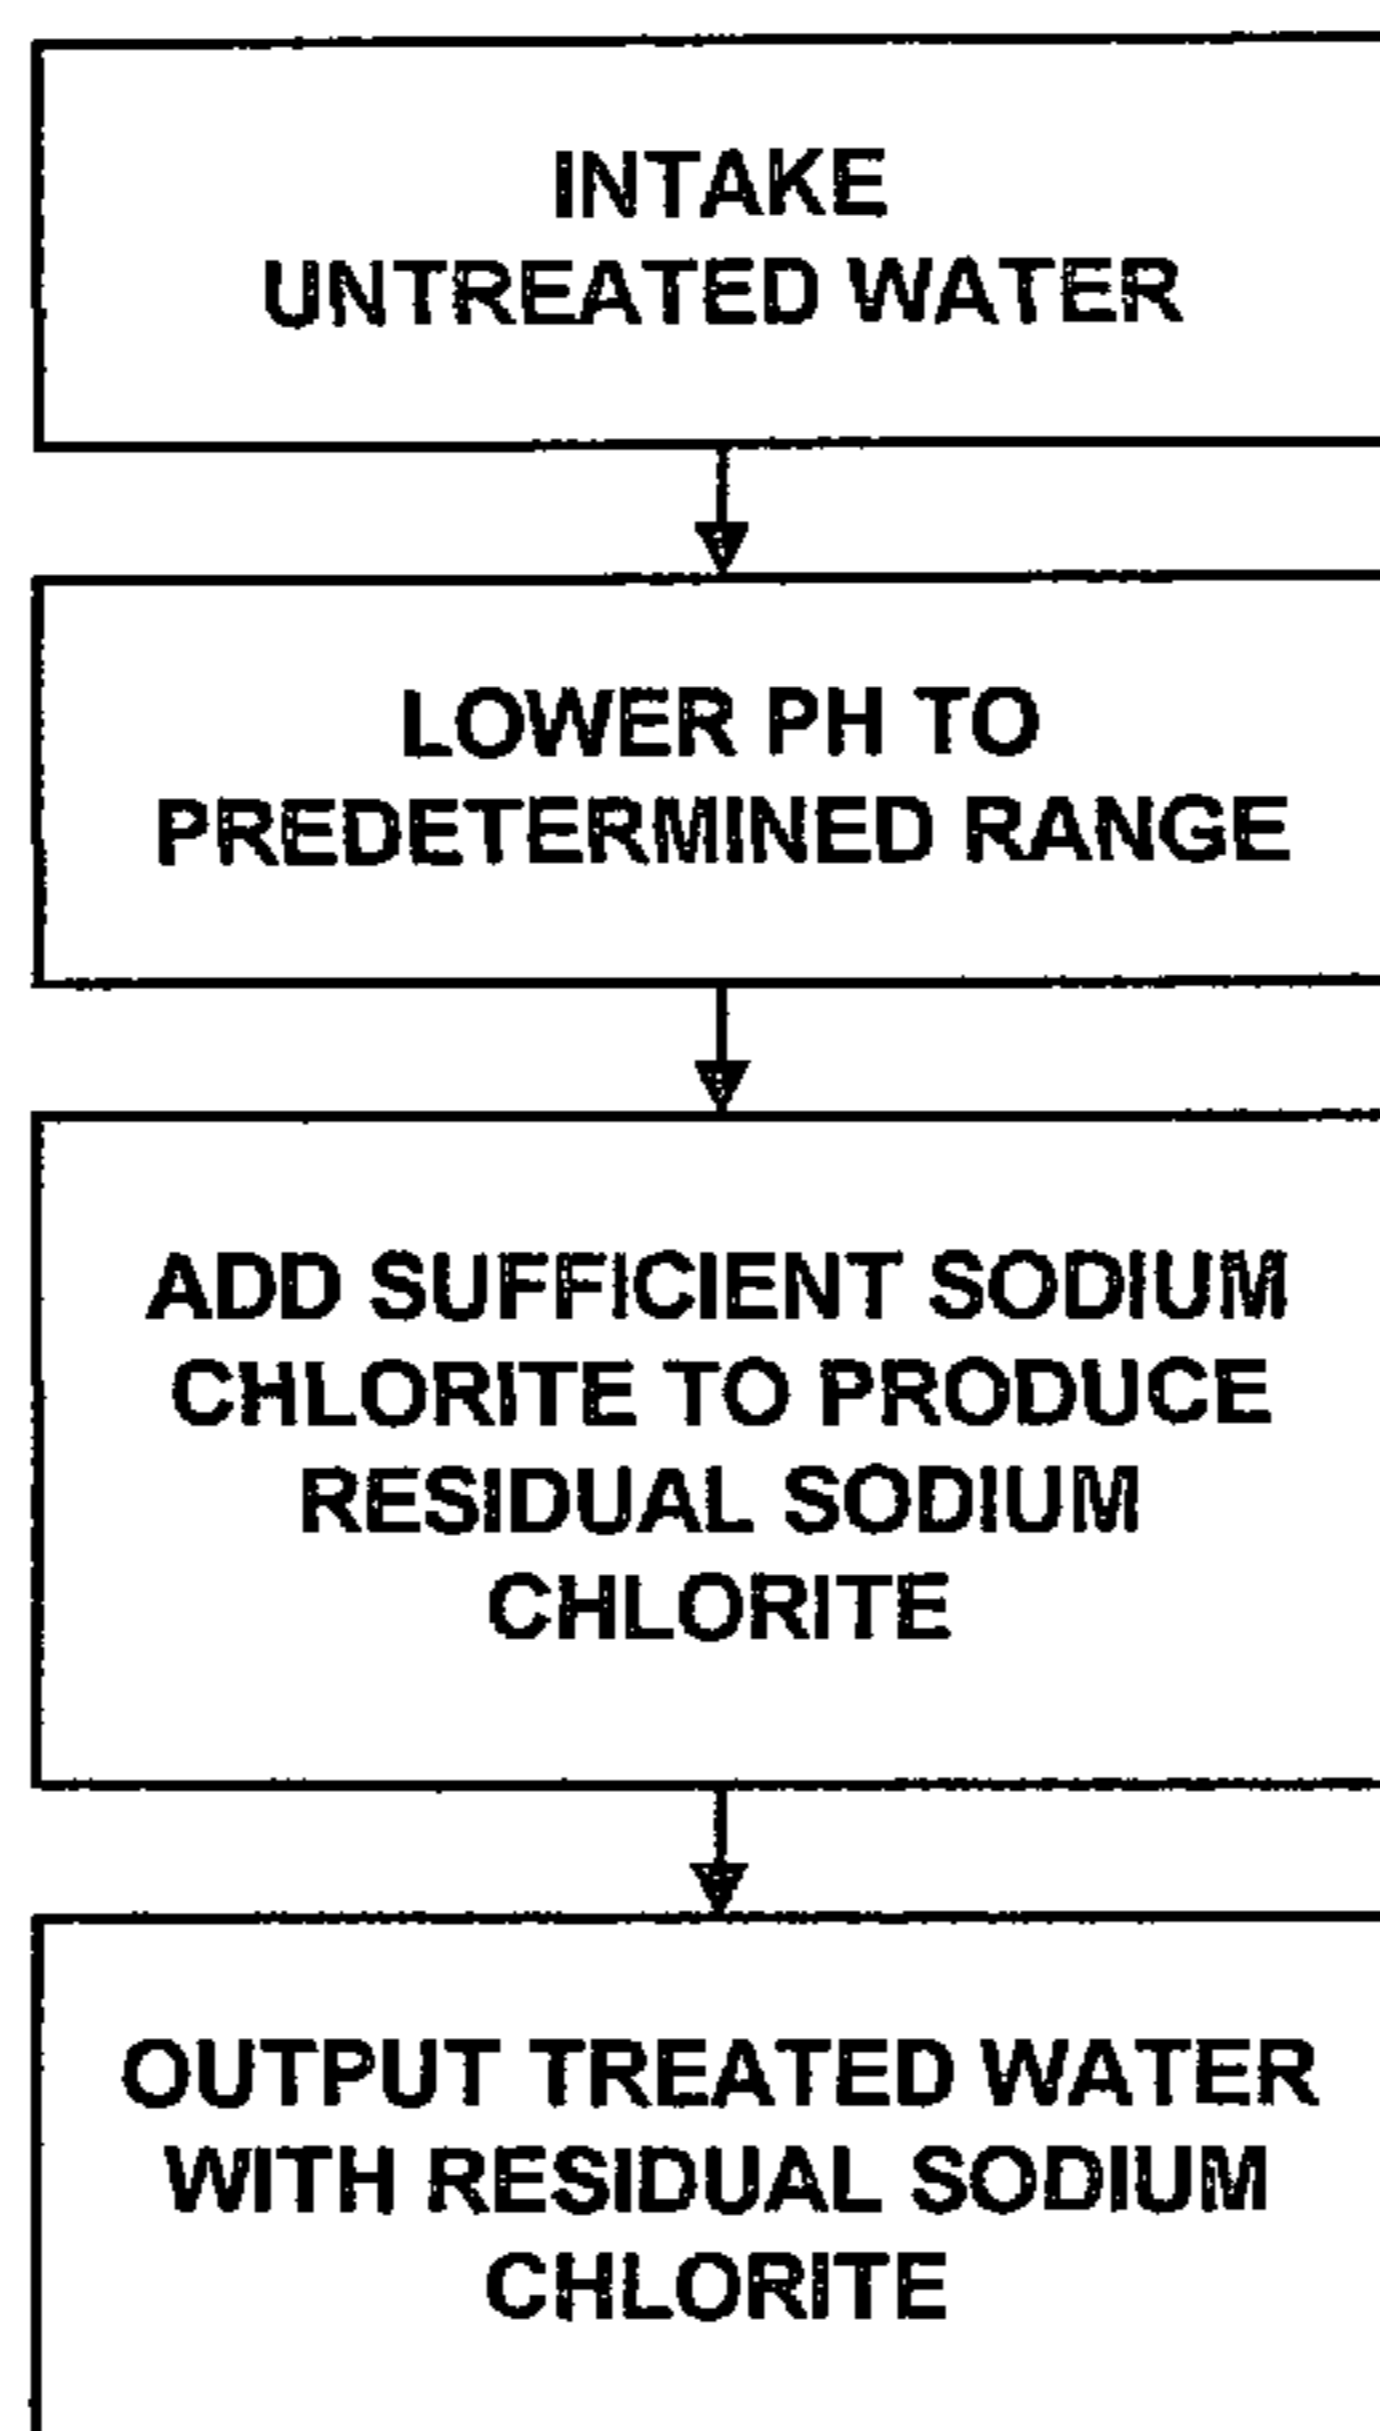 INTAKE
UNTREATED WATER
LOWER PH TO
PREDETERMINED RANGE
ADD SUFFICIENT SODIUM
CHLORITE TO PRODUCE
RESIDUAL SODIUM
CHLORITE
OUTPUT TREATED WATER
WITH RESIDUAL SODIUM
CHLORITE